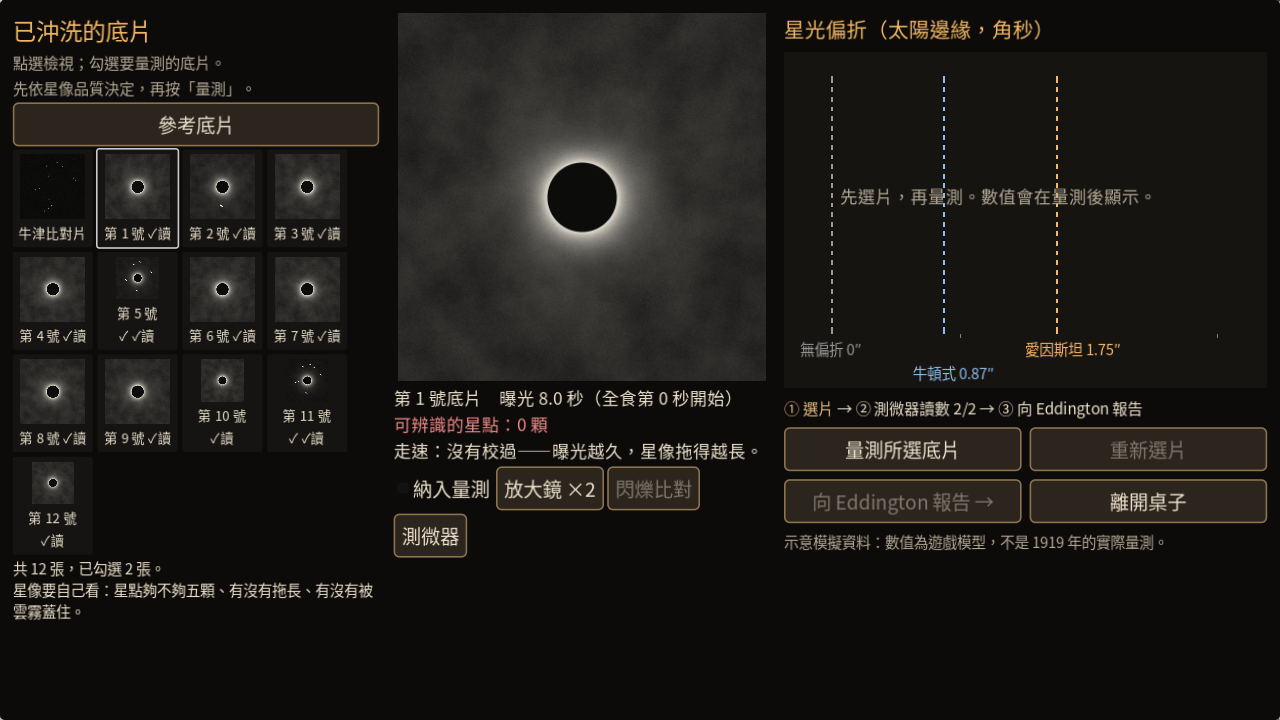 已沖洗的底片
點選檢視；勾選要量測的底片。
先依星像品質決定，再按「量測」。
參考底片
牛津比對片
第 1 號 ✓讀
第 2 號 ✓讀
第 3 號 ✓讀
第 4 號 ✓讀
第 5 號
✓ ✓讀
第 6 號 ✓讀
第 7 號 ✓讀
第 8 號 ✓讀
第 9 號 ✓讀
第 10 號
✓讀
第 11 號
✓ ✓讀
第 12 號
✓讀
共 12 張，已勾選 2 張。
星像要自己看：星點夠不夠五顆、有沒有拖長、有沒有被
雲霧蓋住。
第 1 號底片　曝光 8.0 秒（全食第 0 秒開始）
可辨識的星點：0 顆
走速：沒有校過——曝光越久，星像拖得越長。
納入量測
放大鏡 ×2
閃爍比對
測微器
星光偏折（太陽邊緣，角秒）
先選片，再量測。數值會在量測後顯示。
無偏折 0″
愛因斯坦 1.75″
牛頓式 0.87″
① 選片 → ② 測微器讀數 2/2 → ③ 向 Eddington 報告
量測所選底片
重新選片
向 Eddington 報告 →
離開桌子
示意模擬資料：數值為遊戲模型，不是 1919 年的實際量測。